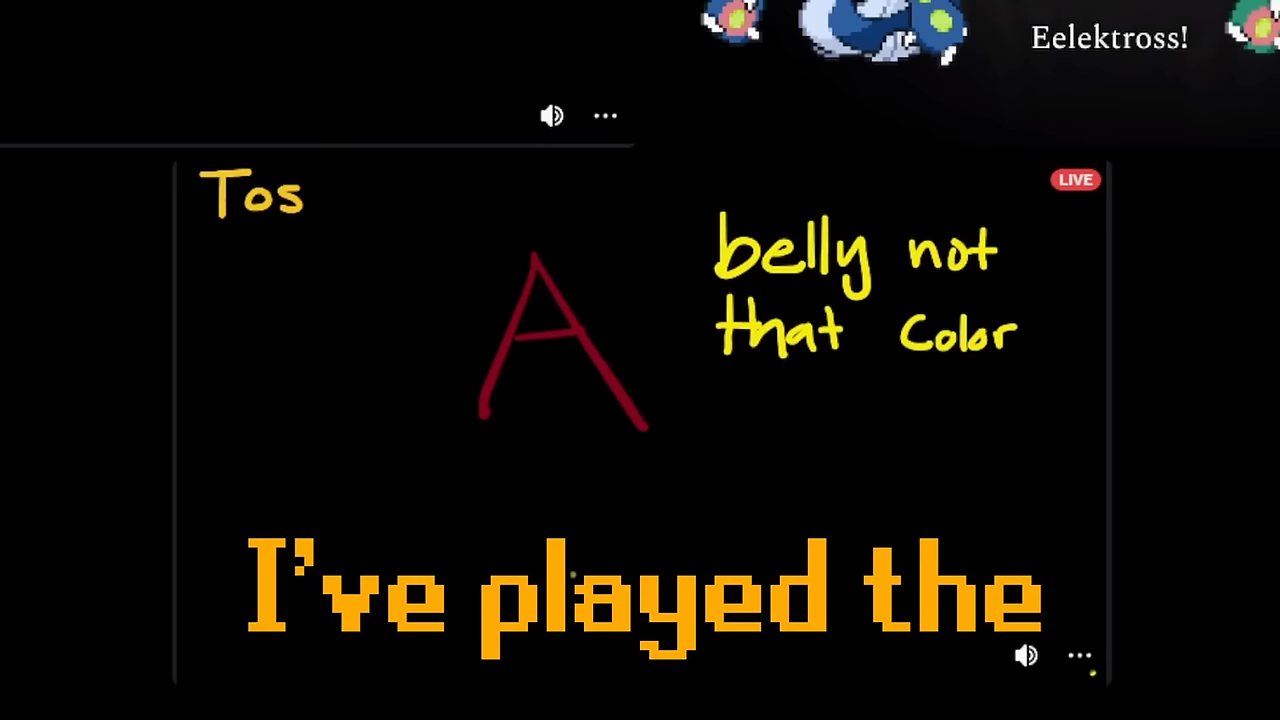 Eelektross!
LIVE
Tos
A
belly not
that Color
I've played the